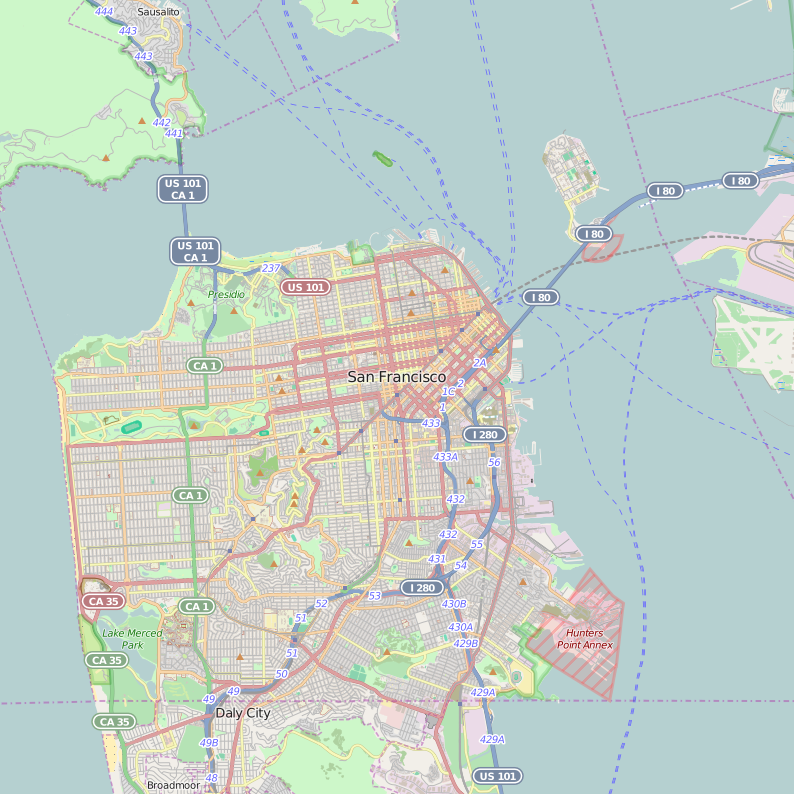 444
Sausalito
443
443
442
441
US 101
CA 1
I 80
I 80
I 80
US 101
CA 1
237
US 101
Presidio
I 80
CA 1
2A
San Francisco
2
1C
1
433
I 280
433A
56
CA 1
432
432
55
431
54
I 280
53
CA 35
52
CA 1
430B
51
430A
Lake Merced
Park
Hunters
Point Annex
429B
51
CA 35
50
49
49
429A
Daly City
CA 35
49B
429A
48
US 101
Broadmoor